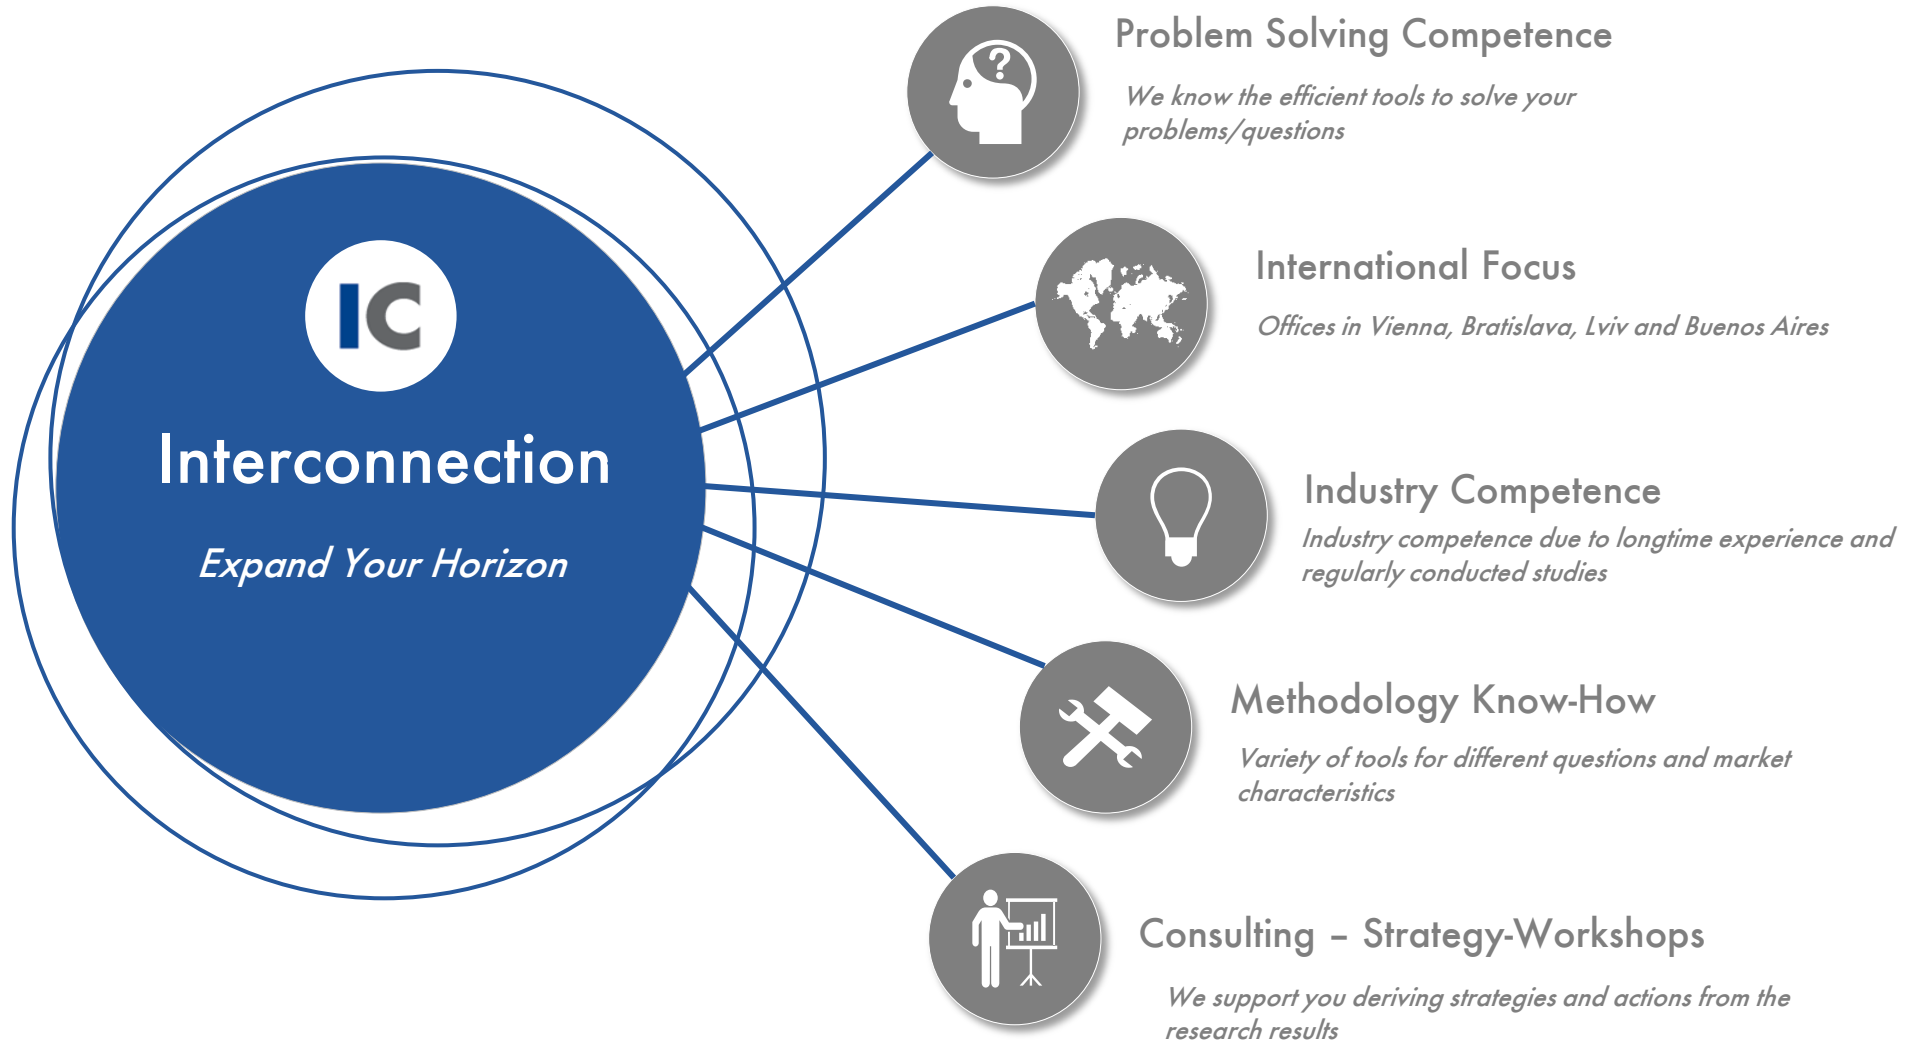 IC
Interconnection
Expand Your Horizon
?
Problem Solving Competence
We know the efficient tools to solve your
problems/questions
International Focus
Offices in Vienna, Bratislava, Lviv and Buenos Aires
Industry Competence
Industry competence due to longtime experience and
regularly conducted studies
Methodology Know-How
Variety of tools for different questions and market
characteristics
Consulting – Strategy-Workshops
We support you deriving strategies and actions from the
research results